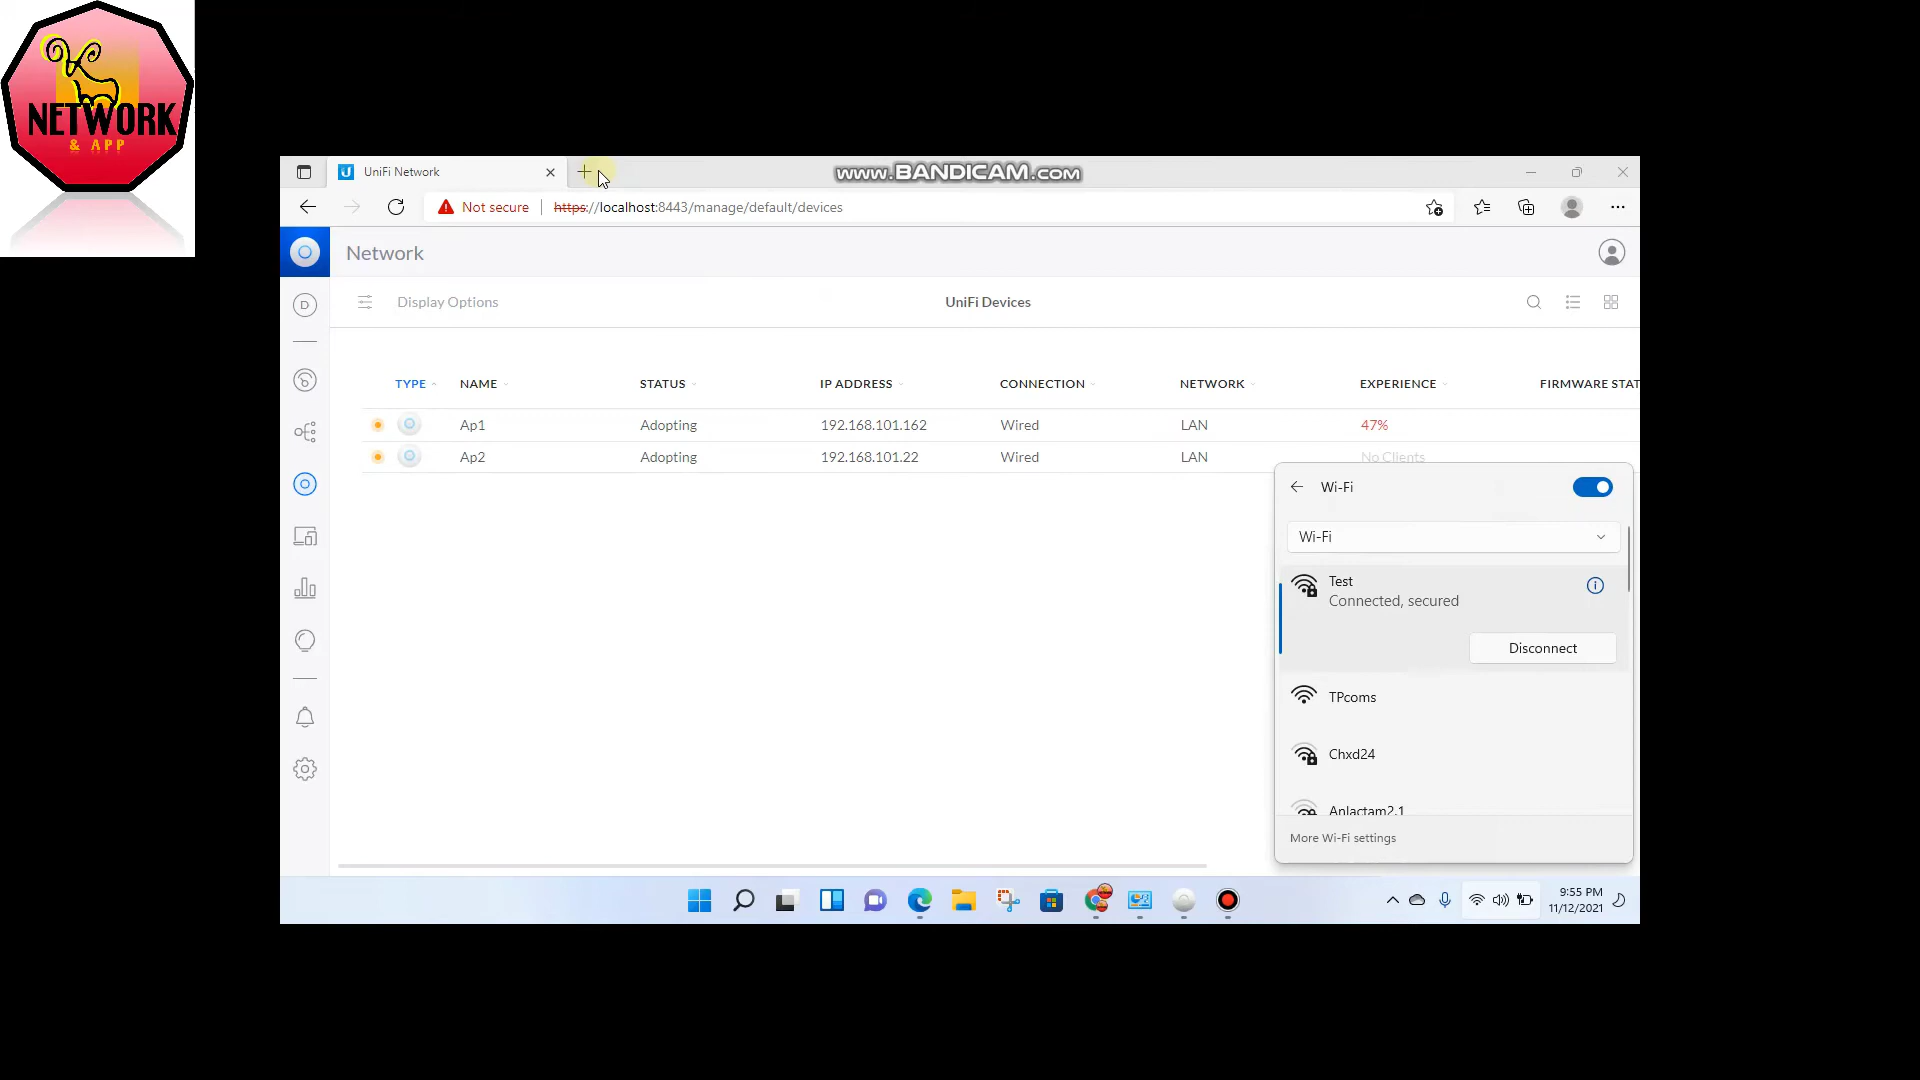 NETWORK
& APP
UniFi Network
www.BANDICAM.com
Not secure
https://localhost:8443/manage/default/devices
Network
D
Display Options
UniFi Devices
TYPE NAME STATUS IP ADDRESS CONNECTION NETWORK EXPERIENCE FIRMWARE STAT
Ap1 Adopting 192.168.101.162 Wired LAN 47%
Ap2 Adopting 192.168.101.22 Wired LAN No Clients
Wi-Fi
Wi-Fi
Test
Connected, secured
Disconnect
TPcoms
Chxd24
Anlactam2.1
More Wi-Fi settings
9:55 PM
11/12/2021